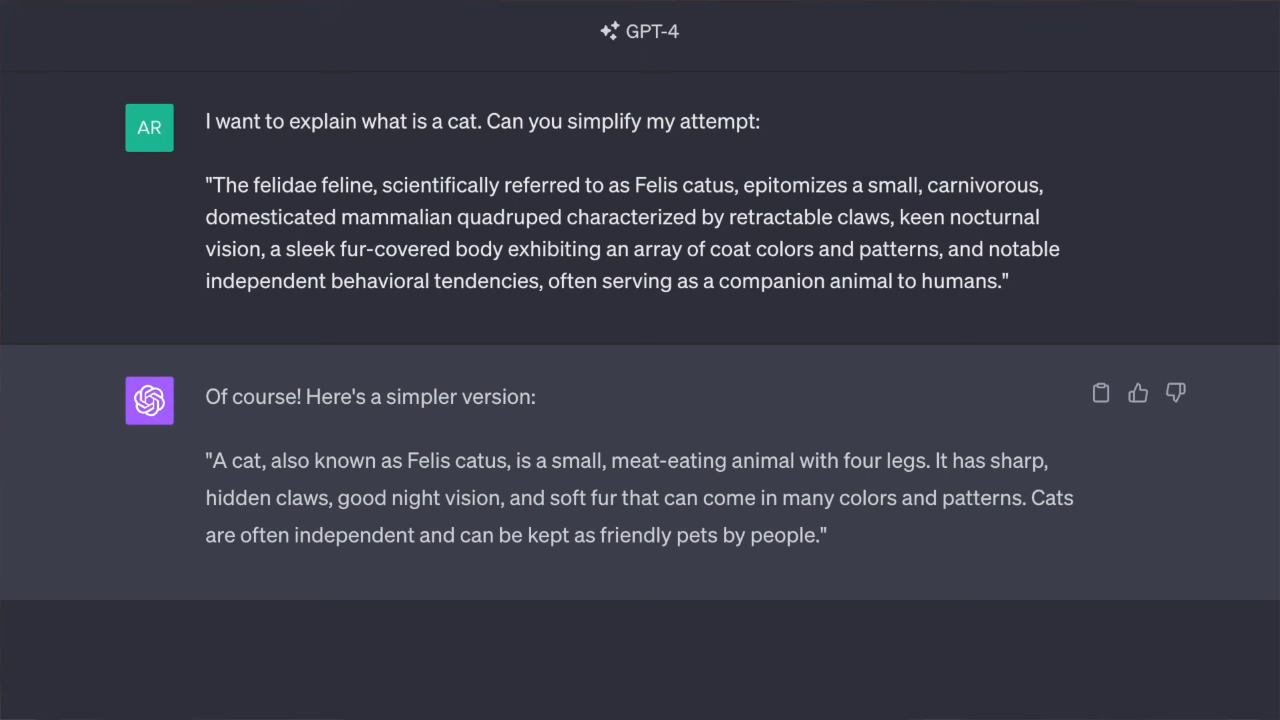 GPT-4
AR
I want to explain what is a cat. Can you simplify my attempt:
"The felidae feline, scientifically referred to as Felis catus, epitomizes a small, carnivorous,
domesticated mammalian quadruped characterized by retractable claws, keen nocturnal
vision, a sleek fur-covered body exhibiting an array of coat colors and patterns, and notable
independent behavioral tendencies, often serving as a companion animal to humans."
Of course! Here's a simpler version:
"A cat, also known as Felis catus, is a small, meat-eating animal with four legs. It has sharp,
hidden claws, good night vision, and soft fur that can come in many colors and patterns. Cats
are often independent and can be kept as friendly pets by people."